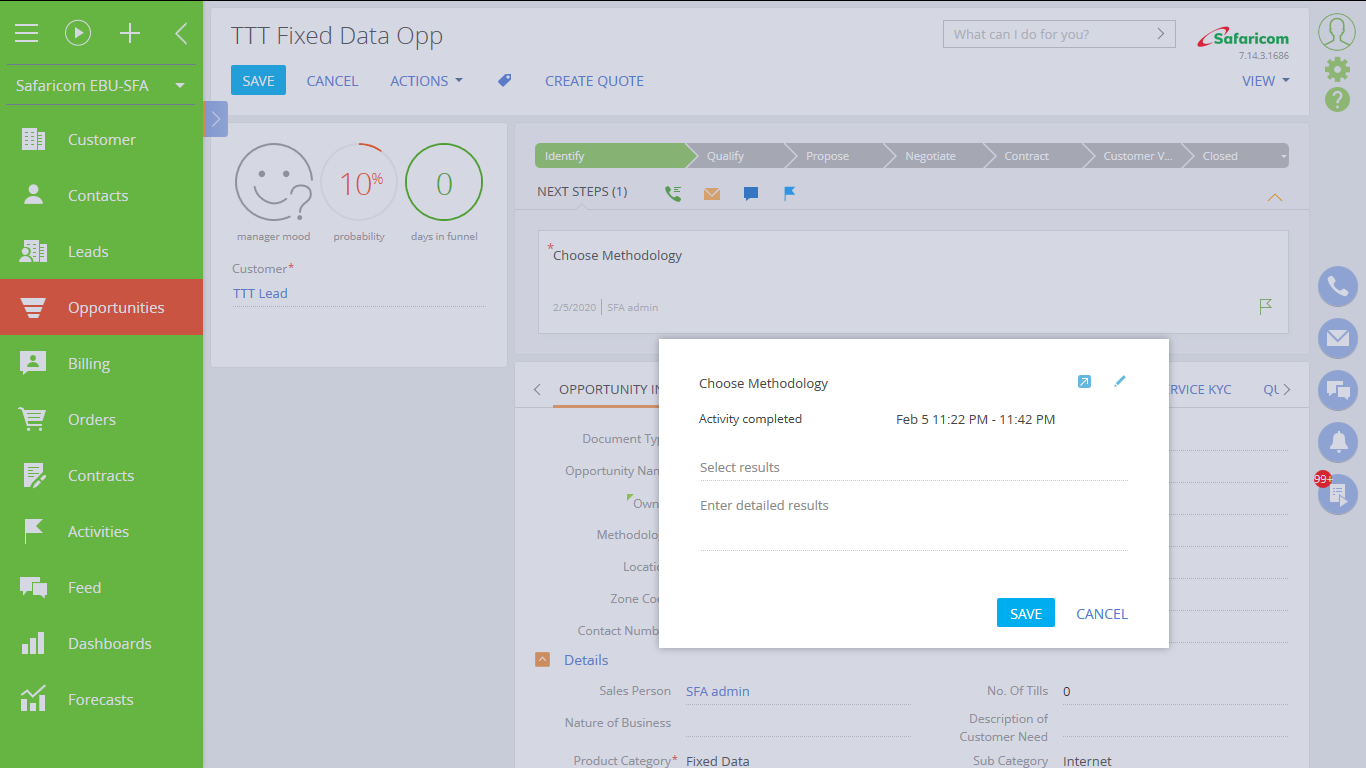 TTT Fixed Data Opp
What can I do for you?
Safaricom
7.14.3.1686
SAVE CANCEL ACTIONS CREATE QUOTE VIEW
Safaricom EBU-SFA
Customer
Contacts
Leads
Opportunities
Billing
Orders
Contracts
Activities
Feed
Dashboards
Forecasts
10% 0
manager mood probability days in funnel
Customer*
TTT Lead
Identify Qualify Propose Negotiate Contract Customer V... Closed
NEXT STEPS (1)
*Choose Methodology
2/5/2020 SFA admin
99+
OPPORTUNITY IN RVICE KYC QU
Document Typ
Opportunity Nam
Own
Methodolog
Locatio
Zone Cod
Contact Numb
Choose Methodology
Activity completed Feb 5 11:22 PM - 11:42 PM
Select results
Enter detailed results
SAVE CANCEL
Details
Sales Person SFA admin No. Of Tills 0
Nature of Business
Description of
Customer Need
Product Category* Fixed Data Sub Category Internet